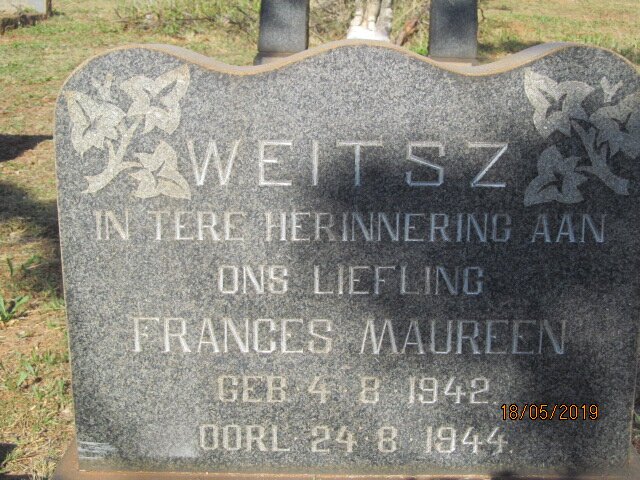 WEITSZ
IN TERE HERINNERING AAN
ONS LIEFLING
FRANCES MAUREEN
GEB 4·8·1942.
OORL 24·8·1944.
18/05/2019